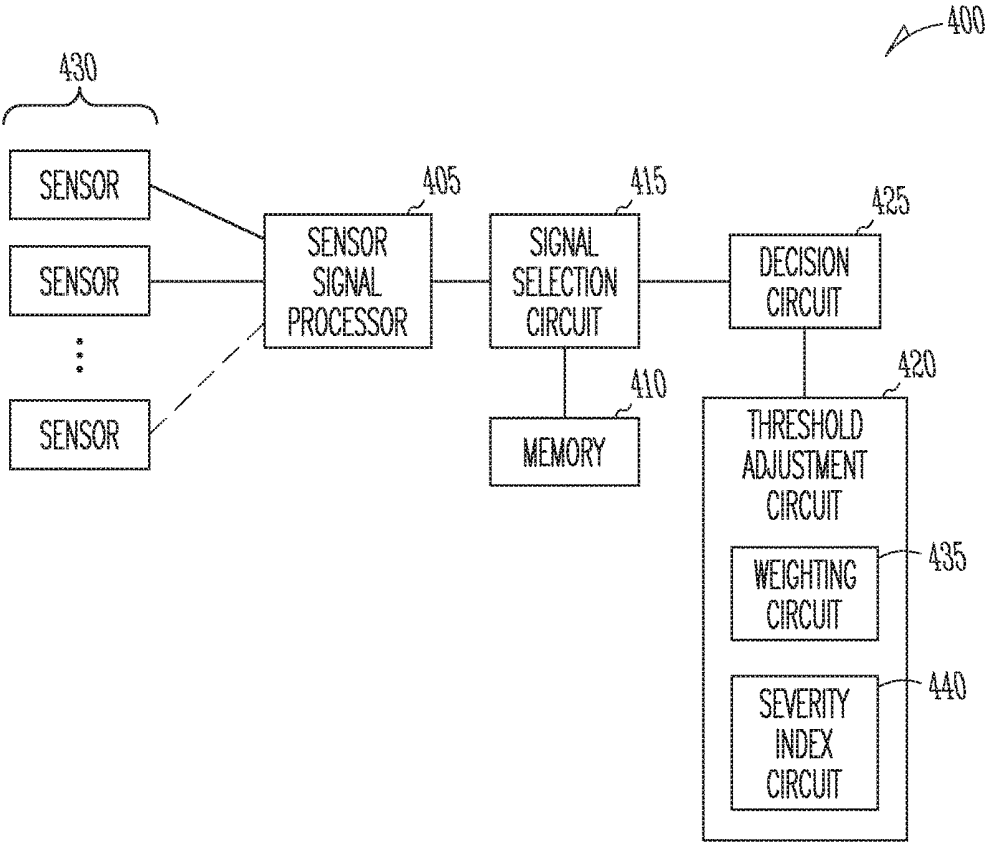 400
430
SENSOR
SENSOR
SENSOR
405
SENSOR
SIGNAL
PROCESSOR
415
SIGNAL
SELECTION
CIRCUIT
410
MEMORY
425
DECISION
CIRCUIT
420
THRESHOLD
ADJUSTMENT
CIRCUIT
435
WEIGHTING
CIRCUIT
440
SEVERITY
INDEX
CIRCUIT